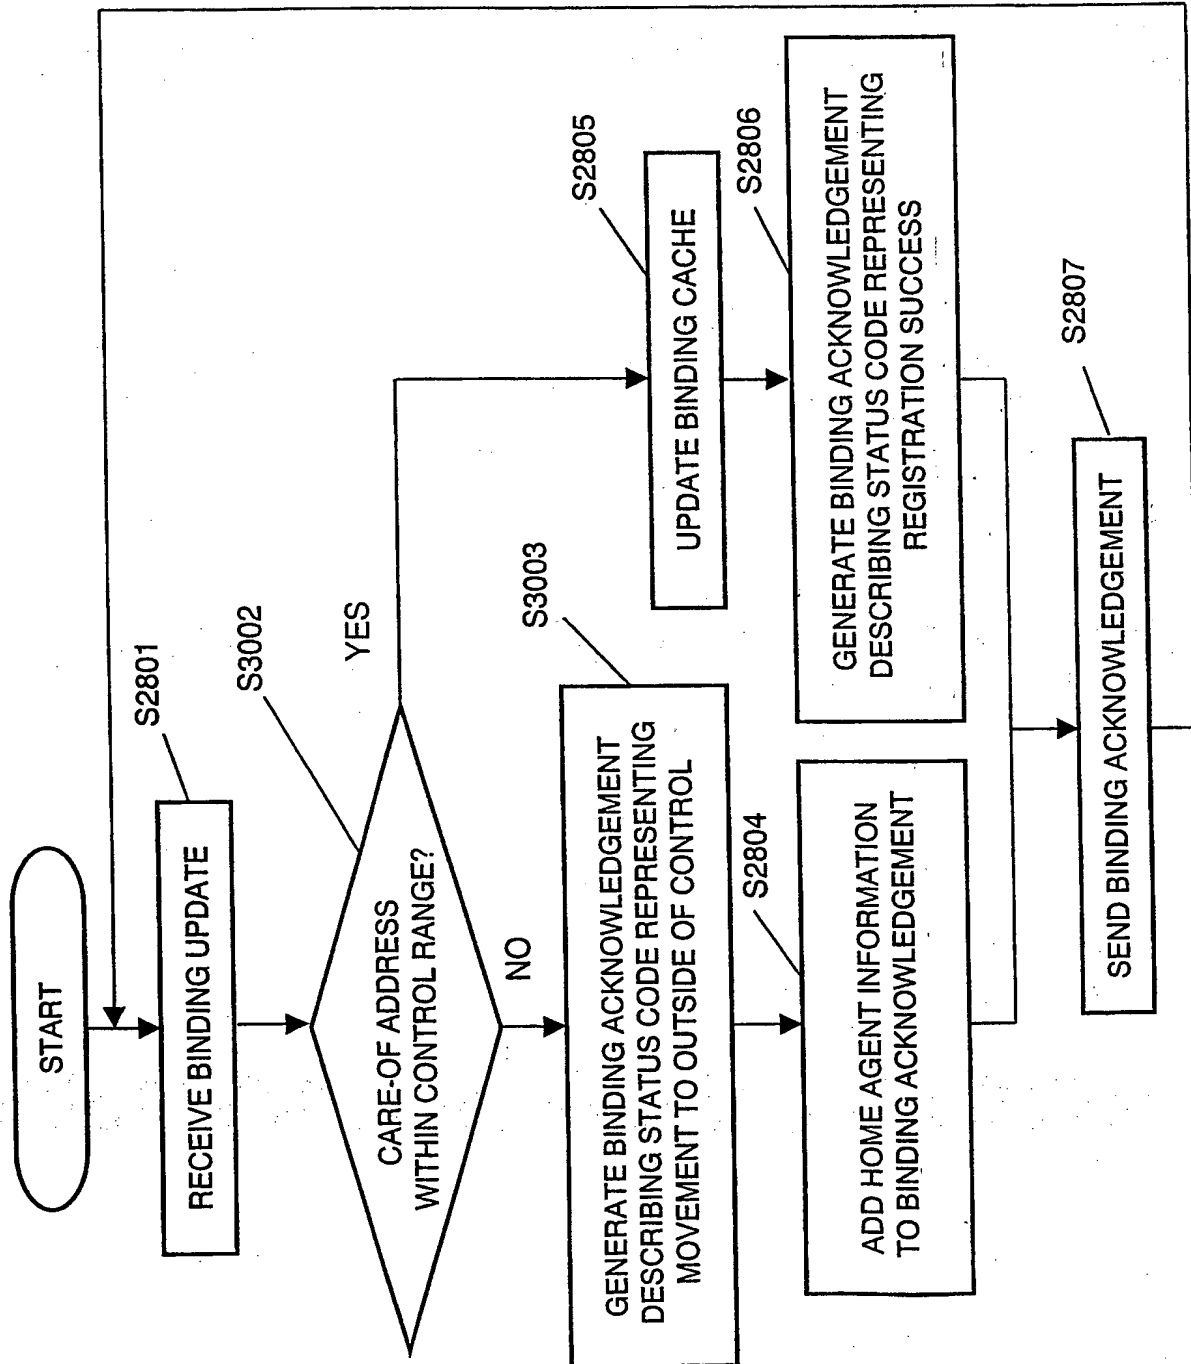 START
S2801
RECEIVE BINDING UPDATE
S3002
CARE-OF ADDRESS
WITHIN CONTROL RANGE?
YES
NO
S3003
GENERATE BINDING ACKNOWLEDGEMENT
DESCRIBING STATUS CODE REPRESENTING
MOVEMENT TO OUTSIDE OF CONTROL
S2804
ADD HOME AGENT INFORMATION
TO BINDING ACKNOWLEDGEMENT
S2805
UPDATE BINDING CACHE
S2806
GENERATE BINDING ACKNOWLEDGEMENT
DESCRIBING STATUS CODE REPRESENTING
REGISTRATION SUCCESS
S2807
SEND BINDING ACKNOWLEDGEMENT